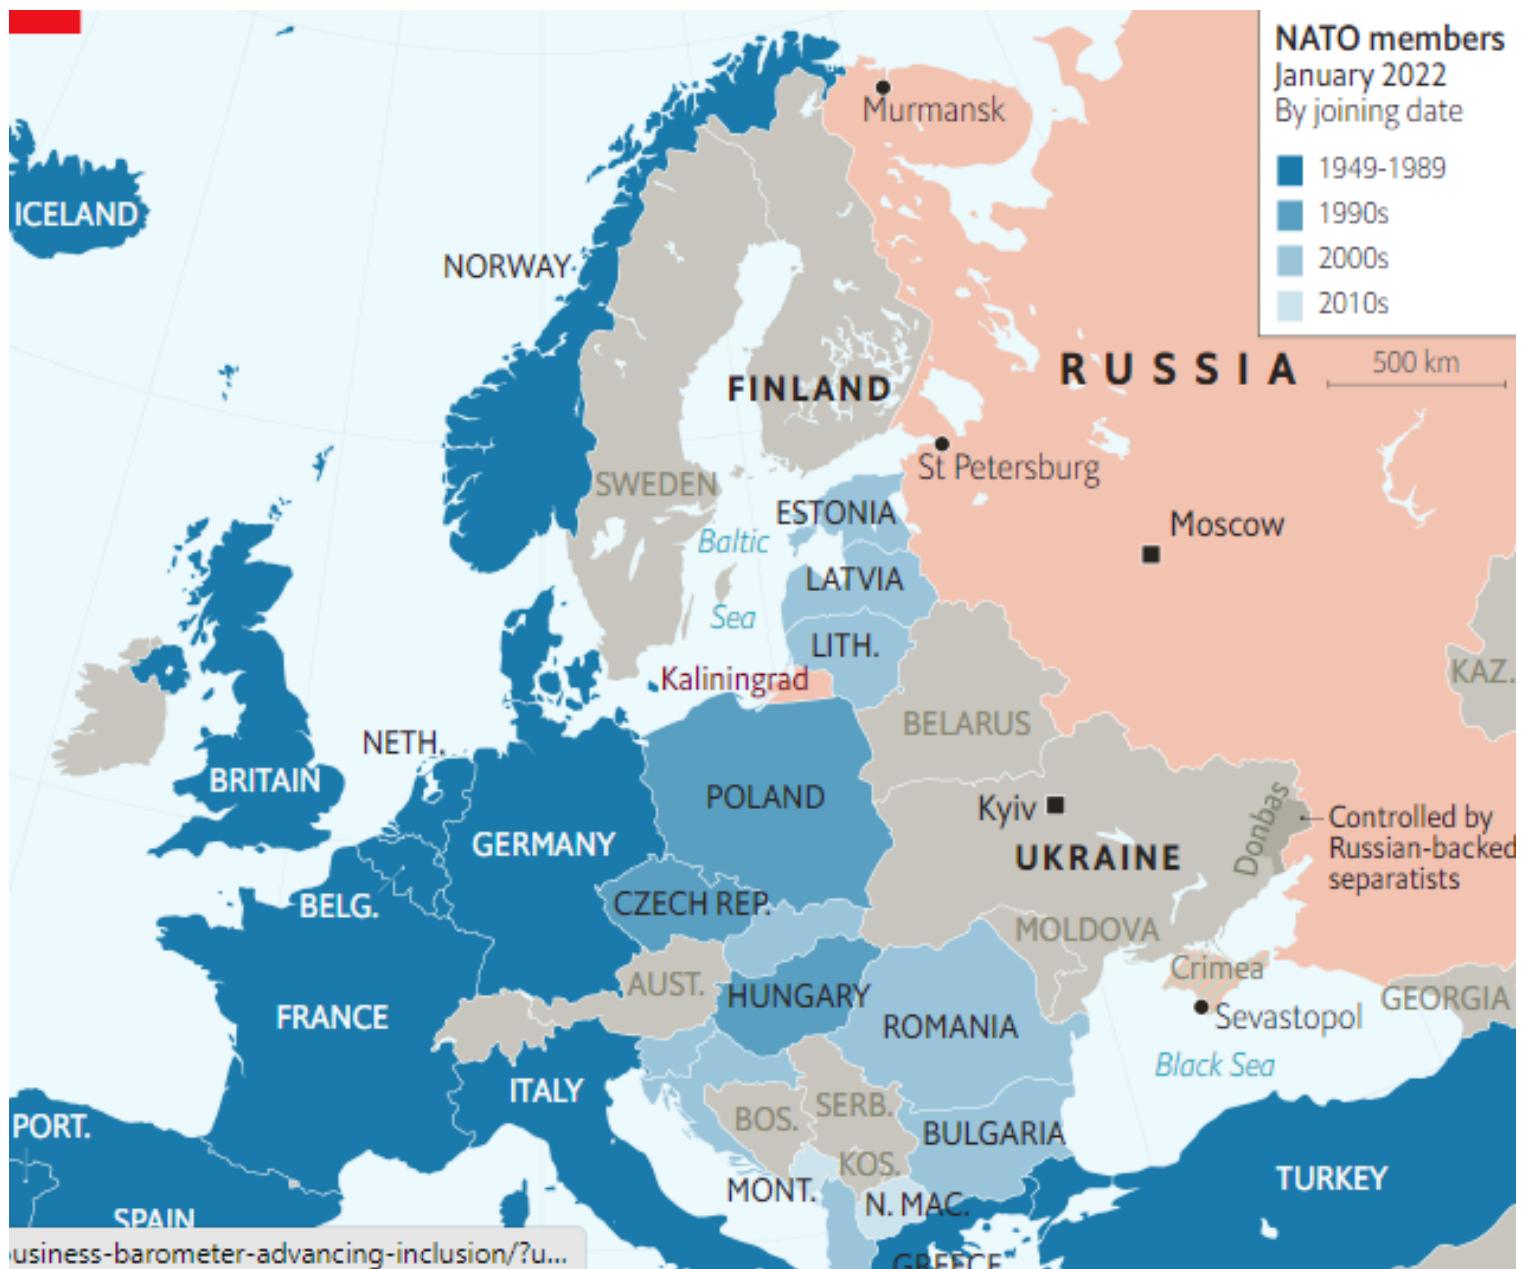 NATO members
January 2022
By joining date
1949-1989
1990s
2000s
2010s
500 km
Murmansk
ICELAND
NORWAY
RUSSIA
FINLAND
St Petersburg
SWEDEN
ESTONIA
Moscow
Baltic
Sea
LATVIA
LITH.
Kaliningrad
KAZ.
BELARUS
NETH.
BRITAIN
POLAND
Kyiv
Donbas
Controlled by
Russian-backed
separatists
GERMANY
UKRAINE
BELG.
CZECH REP.
MOLDOVA
Crimea
AUST.
HUNGARY
GEORGIA
FRANCE
ROMANIA
Sevastopol
Black Sea
ITALY
SERB.
BOS.
PORT.
BULGARIA
KOS.
MONT.
TURKEY
N. MAC.
SPAIN
usiness-barometer-advancing-inclusion/?u...
GREECE